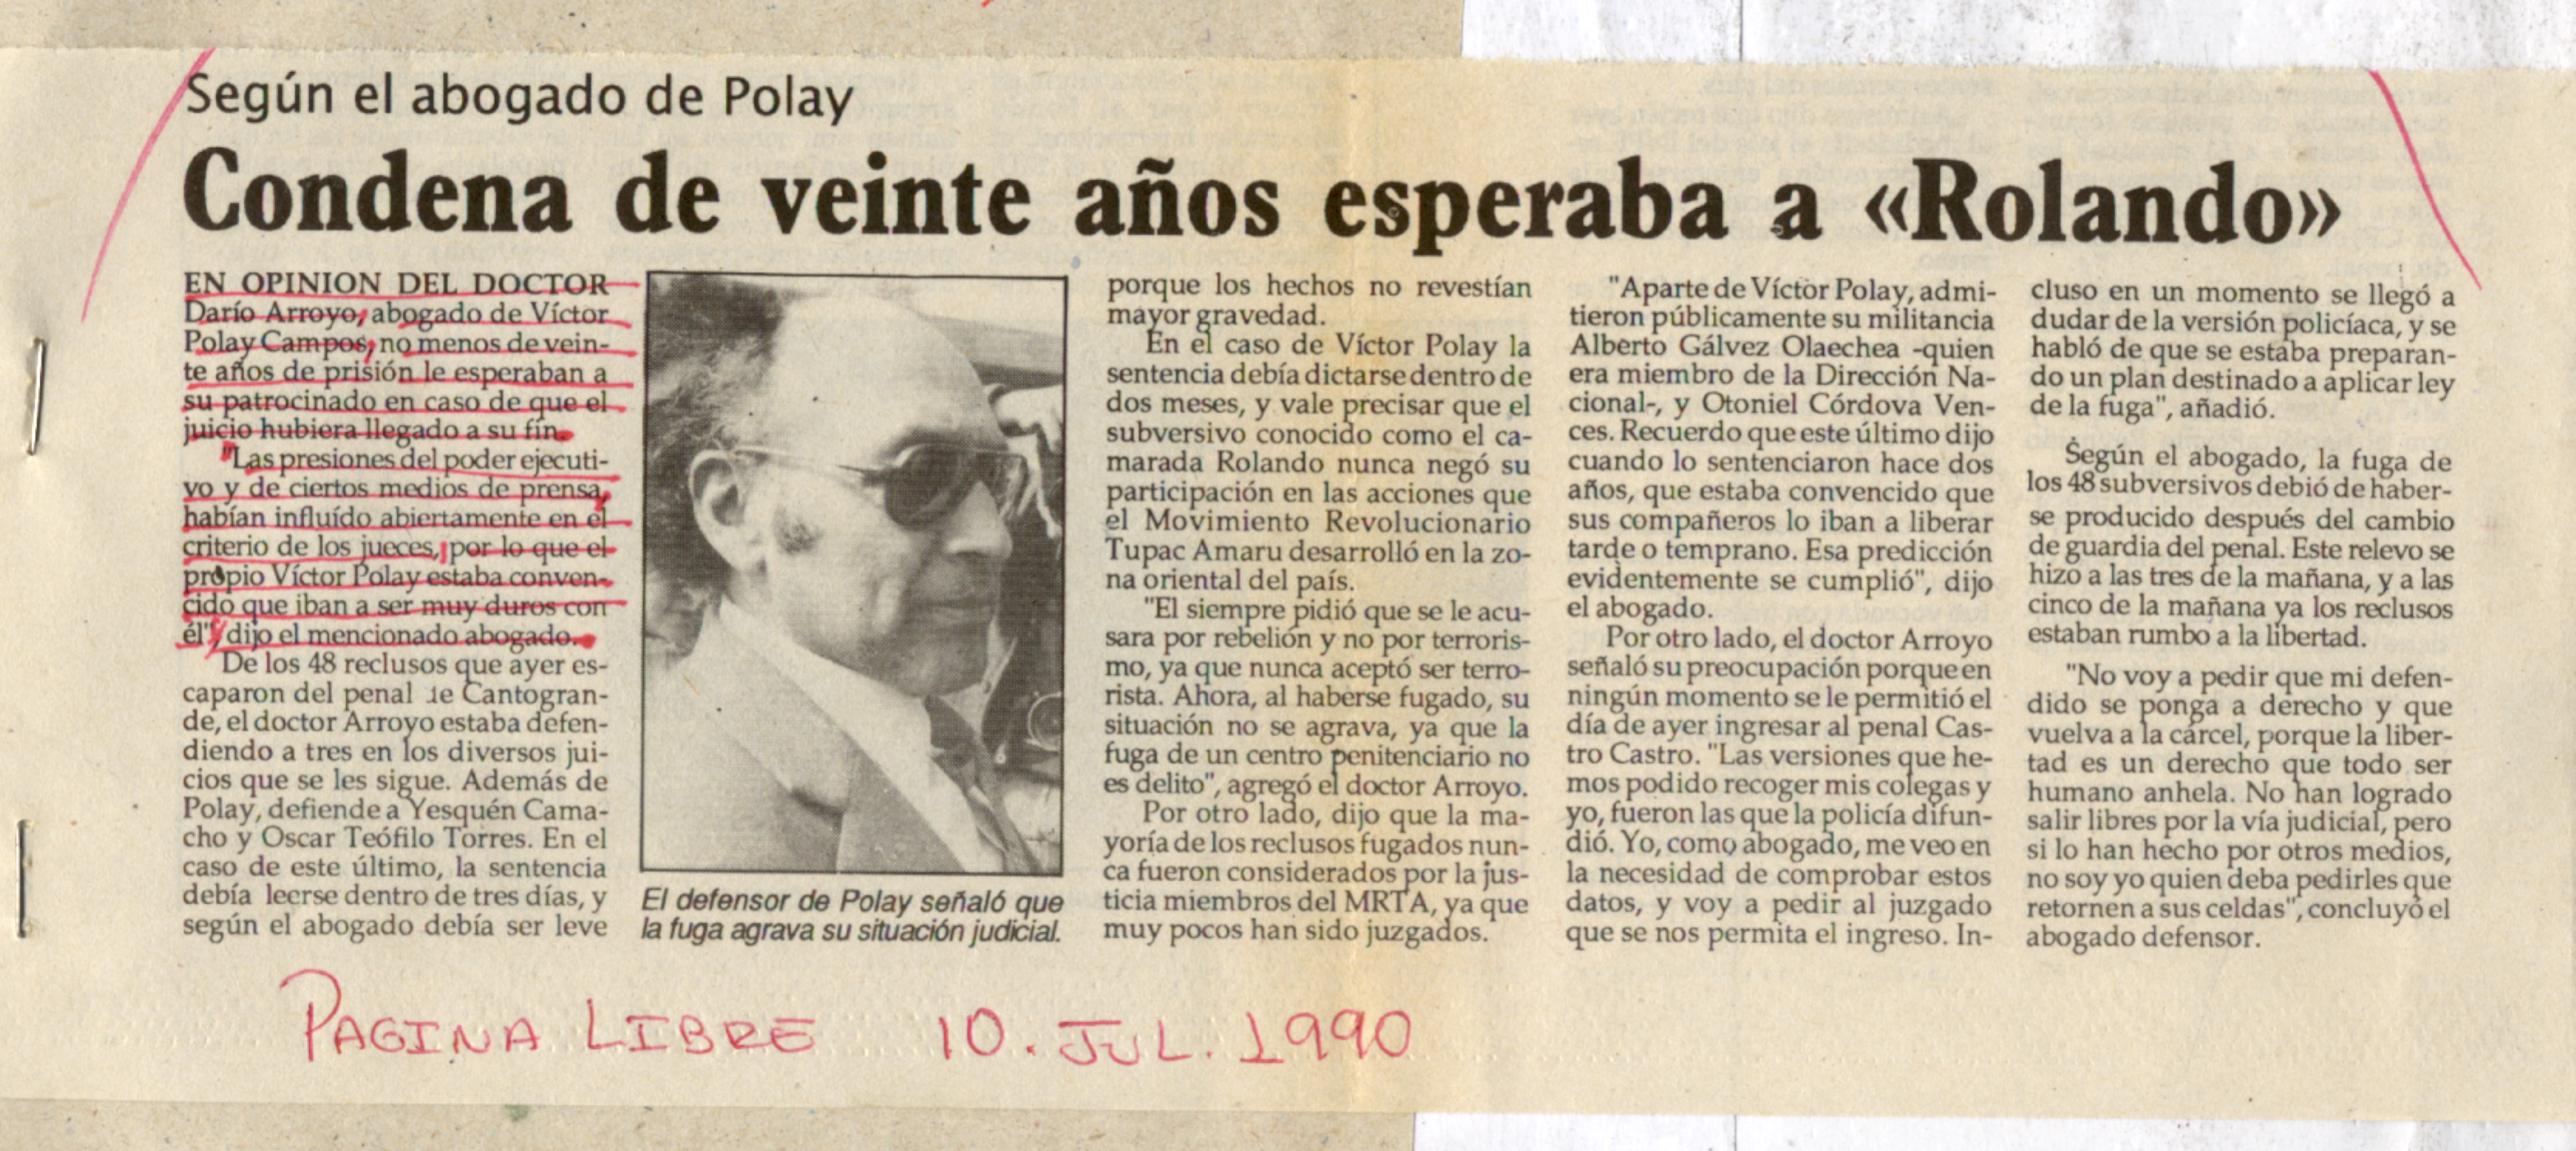 Según el abogado de Polay
Condena de veinte años esperaba a «Rolando»
EN OPINION DEL DOCTOR
Darío Arroyo, abogado de Víctor
Polay Campos, no menos de vein-
te años de prisión le esperaban a
su patrocinado en caso de que el
juicio hubiera llegado a su fin.
"Las presiones del poder ejecuti-
vo y de ciertos medios de prensa,
habían influído abiertamente en el
criterio de los jueces, por lo que el
propio Víctor Polay estaba conven-
cido que iban a ser muy duros con
él", dijo el mencionado abogado.
De los 48 reclusos que ayer es-
caparon del penal de Cantogran-
de, el doctor Arroyo estaba defen-
diendo a tres en los diversos jui-
cios que se les sigue. Además de
Polay, defiende a Yesquén Cama-
cho y Oscar Teófilo Torres. En el
caso de este último, la sentencia
debía leerse dentro de tres días, y
según el abogado debía ser leve
El defensor de Polay señaló que
la fuga agrava su situación judicial.
porque los hechos no revestían
mayor gravedad.
En el caso de Víctor Polay la
sentencia debía dictarse dentro de
dos meses, y vale precisar que el
subversivo conocido como el ca-
marada Rolando nunca negó su
participación en las acciones que
el Movimiento Revolucionario
Tupac Amaru desarrolló en la zo-
na oriental del país.
"El siempre pidió que se le acu-
sara por rebelión y no por terroris-
mo, ya que nunca aceptó ser terro-
rista. Ahora, al haberse fugado, su
situación no se agrava, ya que la
fuga de un centro penitenciario no
es delito", agregó el doctor Arroyo.
Por otro lado, dijo que la ma-
yoría de los reclusos fugados nun-
ca fueron considerados por la jus-
ticia miembros del MRTA, ya que
muy pocos han sido juzgados.
"Aparte de Víctor Polay, admi-
tieron públicamente su militancia
Alberto Gálvez Olaechea -quien
era miembro de la Dirección Na-
cional-, y Otoniel Córdova Ven-
ces. Recuerdo que este último dijo
cuando lo sentenciaron hace dos
años, que estaba convencido que
sus compañeros lo iban a liberar
tarde o temprano. Esa predicción
evidentemente se cumplió", dijo
el abogado.
Por otro lado, el doctor Arroyo
señaló su preocupación porque en
ningún momento se le permitió el
día de ayer ingresar al penal Cas-
tro Castro. "Las versiones que he-
mos podido recoger mis colegas y
yo, fueron las que la policía difun-
dió. Yo, como abogado, me veo en
la necesidad de comprobar estos
datos, y voy a pedir al juzgado
que se nos permita el ingreso. In-
cluso en un momento se llegó a
dudar de la versión policíaca, y se
habló de que se estaba preparan-
do un plan destinado a aplicar ley
de la fuga", añadió.
Según el abogado, la fuga de
los 48 subversivos debió de haber-
se producido después del cambio
de guardia del penal. Este relevo se
hizo a las tres de la mañana, y a las
cinco de la mañana ya los reclusos
estaban rumbo a la libertad.
"No voy a pedir que mi defen-
dido se ponga a derecho y que
vuelva a la cárcel, porque la liber-
tad es un derecho que todo ser
humano anhela. No han logrado
salir libres por la vía judicial, pero
si lo han hecho por otros medios,
no soy yo quien deba pedirles que
retornen a sus celdas", concluyó el
abogado defensor.
PAGINA LIBRE 10. JUL. 1990